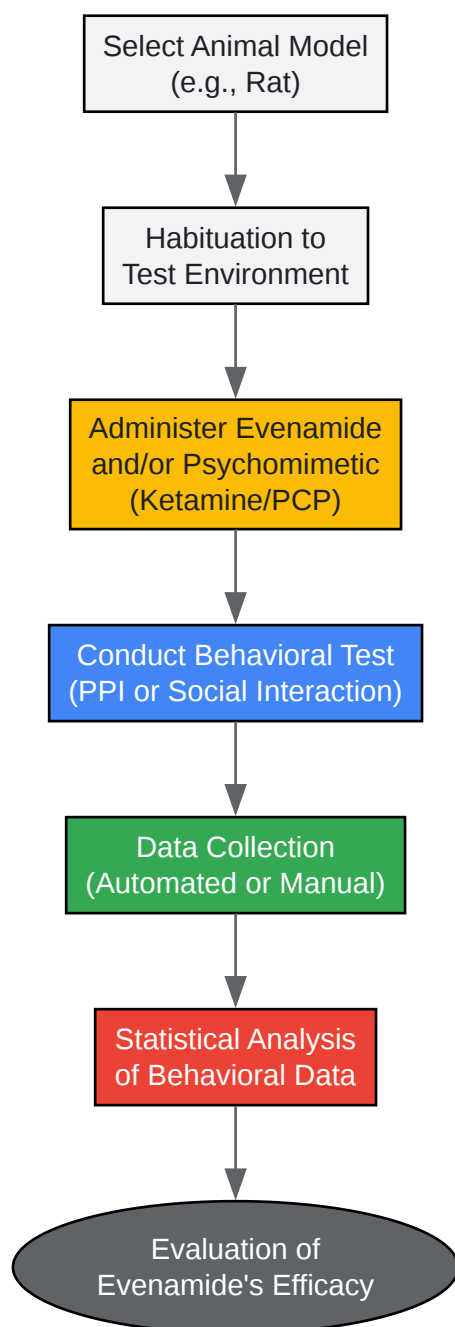 Select Animal Model
(e.g., Rat)
Habituation to
Test Environment
Administer Evenamide
and/or Psychomimetic
(Ketamine/PCP)
Conduct Behavioral Test
(PPI or Social Interaction)
Data Collection
(Automated or Manual)
Statistical Analysis
of Behavioral Data
Evaluation of
Evenamide's Efficacy